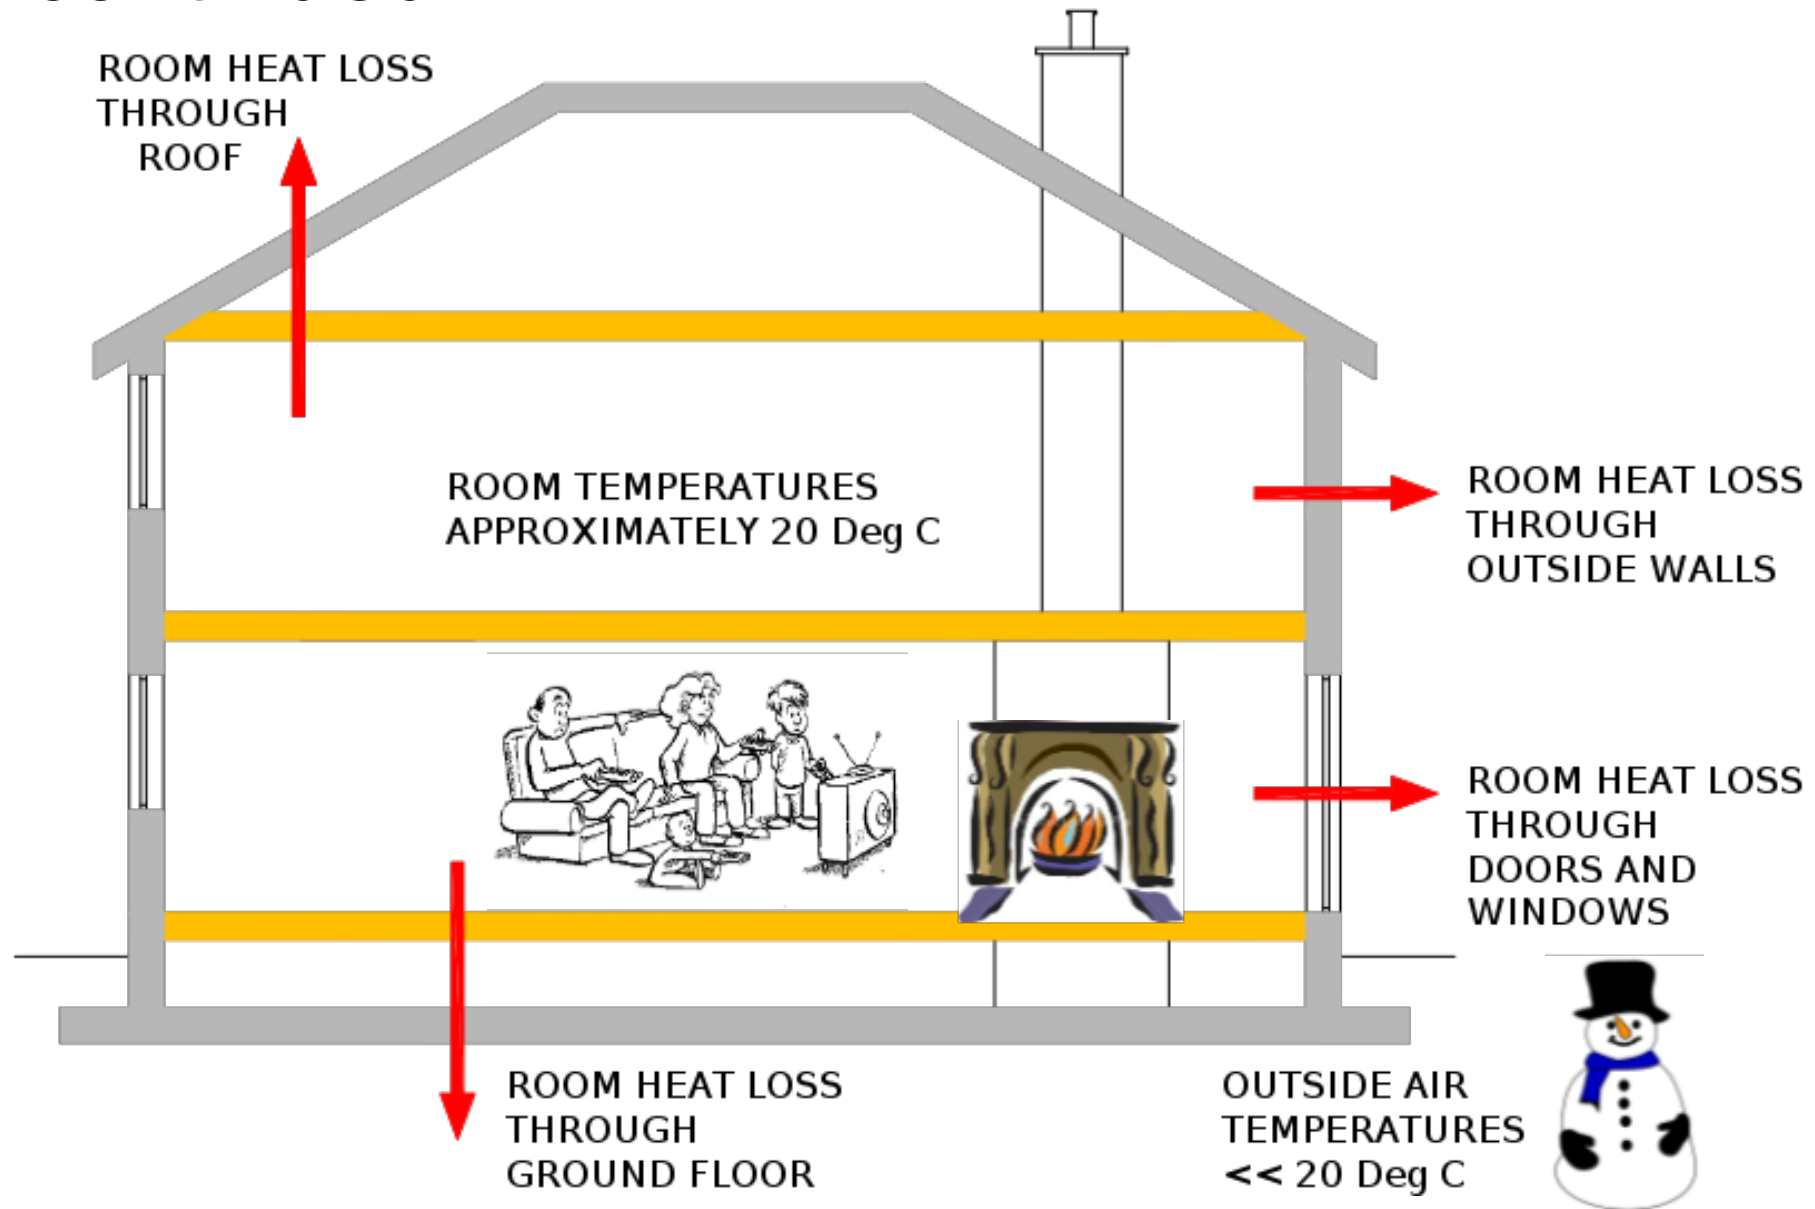 ROOM HEAT LOSS
THROUGH
ROOF
ROOM TEMPERATURES
APPROXIMATELY 20 Deg C
ROOM HEAT LOSS
THROUGH
OUTSIDE WALLS
ROOM HEAT LOSS
THROUGH
DOORS AND
WINDOWS
ROOM HEAT LOSS
THROUGH
GROUND FLOOR
OUTSIDE AIR
TEMPERATURES
<< 20 Deg C